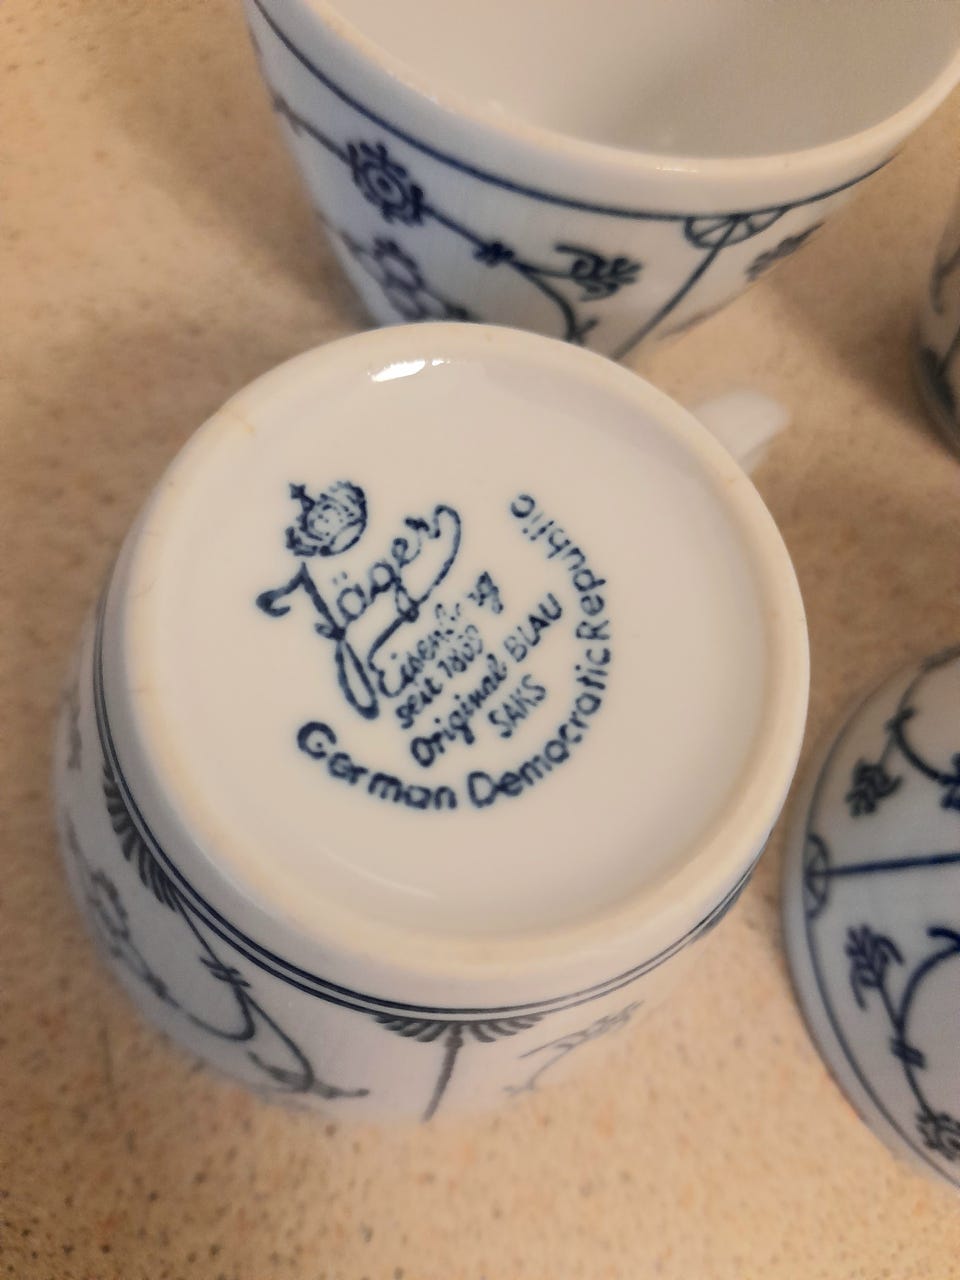 Jäger
Eisenberg
seit 1869
Original BLAU
SAKS
German Democratic Republic